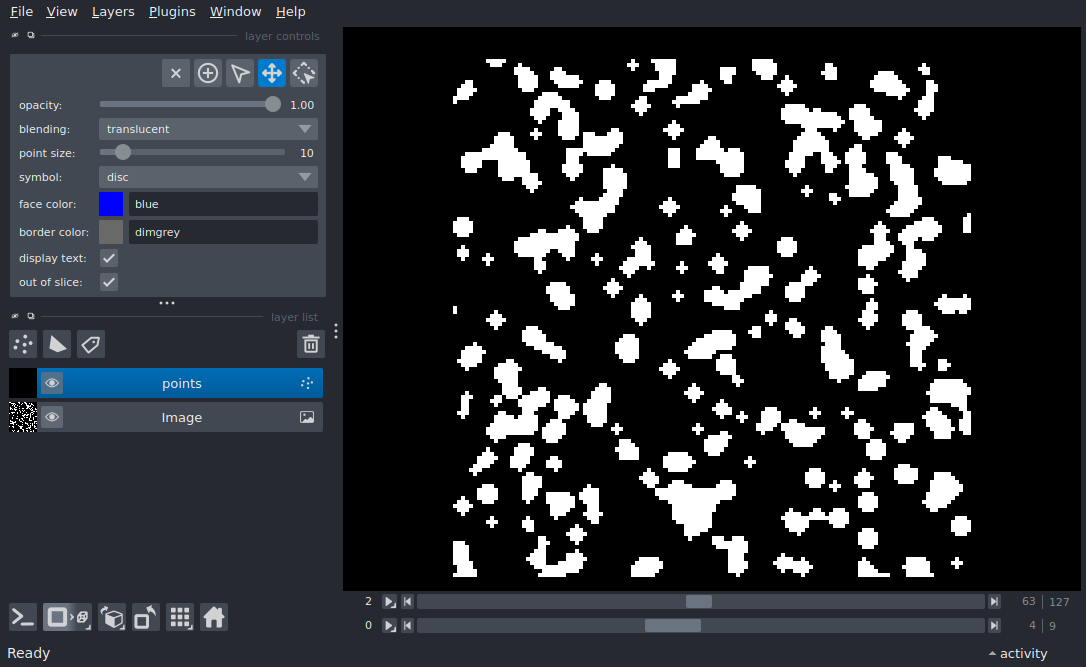 File View Layers Plugins Window Help
layer controls
opacity: 1.00
blending: translucent
point size: 10
symbol: disc
face color: blue
border color: dimgrey
display text:
out of slice:
layer list
points
Image
2 63 127
0 4 9
Ready activity